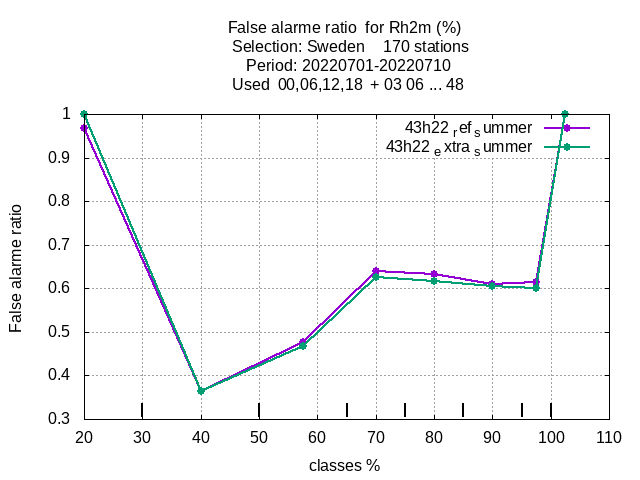 False alarme ratio  for Rh2m (%)
Selection: Sweden    170 stations
Period: 20220701-20220710
Used  00,06,12,18  + 03 06 ... 48
43h22 ref summer
43h22 extra summer
False alarme ratio
1
0.9
0.8
0.7
0.6
0.5
0.4
0.3
20 30 40 50 60 70 80 90 100 110
classes %